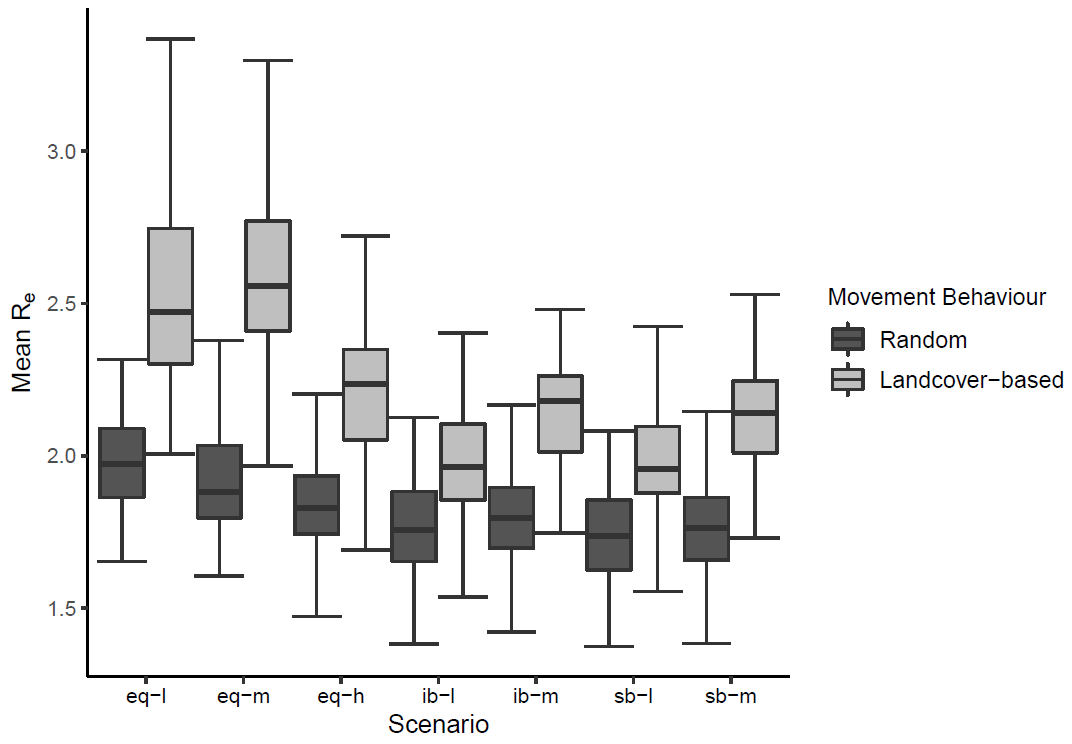 Mean Re
3.0
2.5
2.0
1.5
eq−l eq−m eq−h ib−l ib−m sb−l sb−m
Scenario
Movement Behaviour
Random
Landcover−based